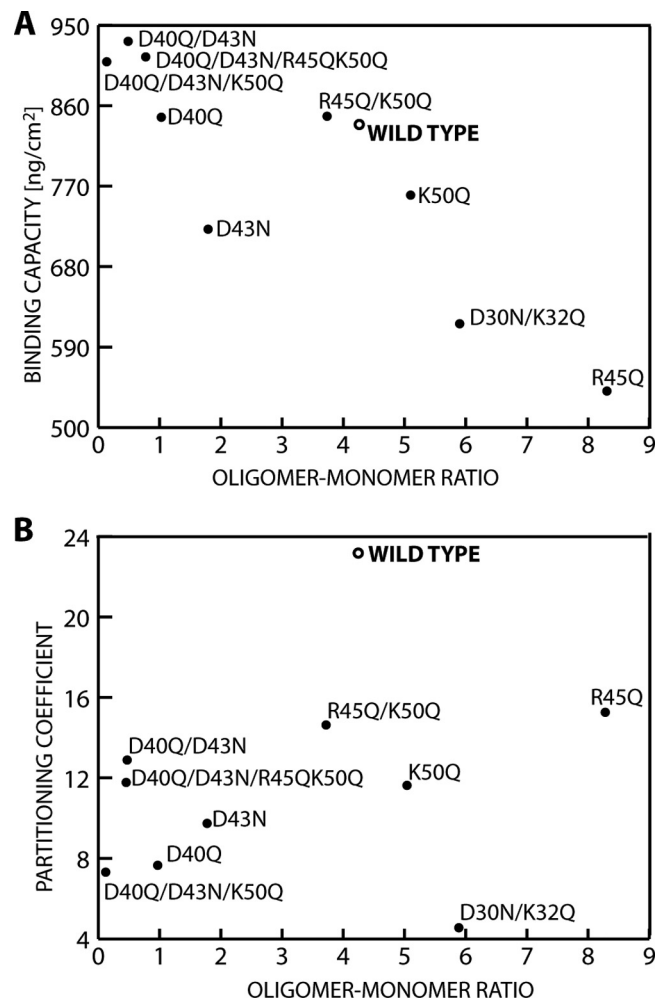 A
950
860
770
680
590
500
BINDING CAPACITY [ng/cm²]
D40Q/D43N
D40Q/D43N/R45QK50Q
D40Q/D43N/K50Q
D40Q
R45Q/K50Q
WILD TYPE
K50Q
D43N
D30N/K32Q
R45Q
0 1 2 3 4 5 6 7 8 9
OLIGOMER-MONOMER RATIO
B
24
20
16
12
8
4
PARTITIONING COEFFICIENT
WILD TYPE
R45Q
R45Q/K50Q
D40Q/D43N
D40Q/D43N/R45QK50Q
K50Q
D43N
D40Q
D40Q/D43N/K50Q
D30N/K32Q
0 1 2 3 4 5 6 7 8 9
OLIGOMER-MONOMER RATIO